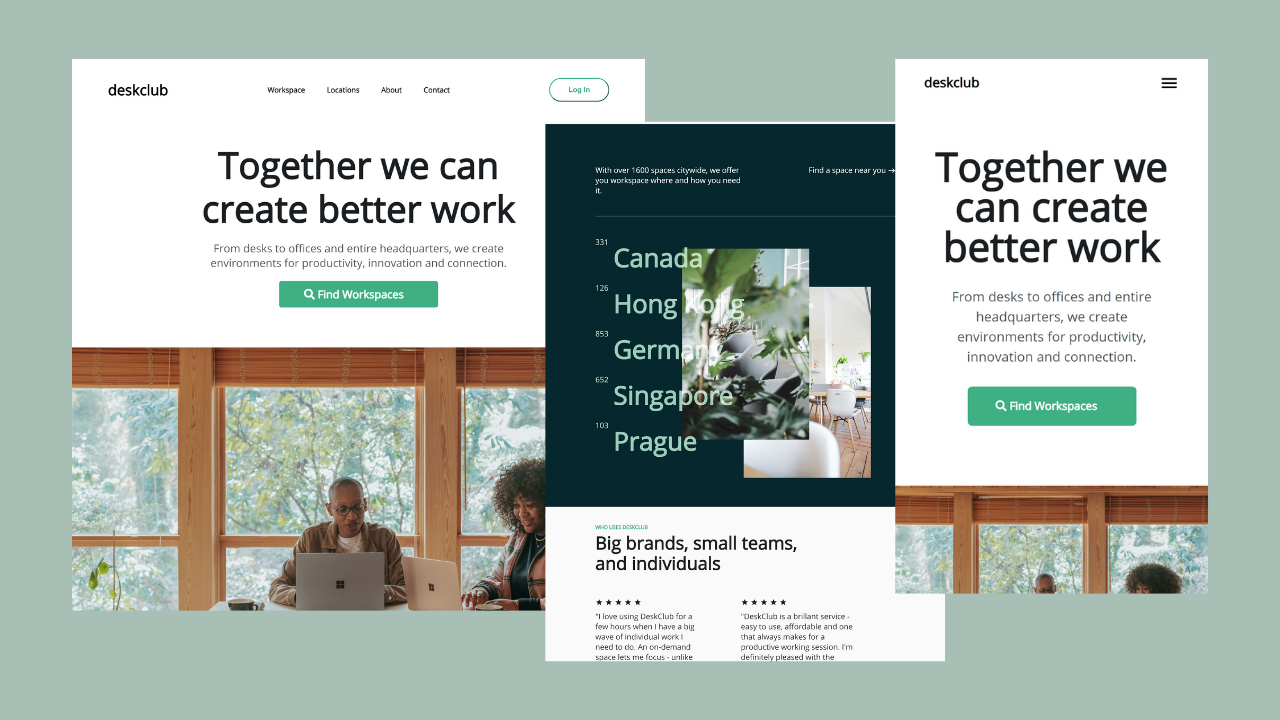 deskclub
Workspace
Locations
About
Contact
Log In
Together we can
create better work
From desks to offices and entire headquarters, we create
environments for productivity, innovation and connection.
Find Workspaces
With over 1600 spaces citywide, we offer
you workspace where and how you need
it.
Find a space near you →
331
Canada
126
Hong Kong
853
Germany
652
Singapore
103
Prague
WHO USES DESKCLUB
Big brands, small teams,
and individuals
★ ★ ★ ★ ★
"I love using DeskClub for a
few hours when I have a big
wave of individual work I
need to do. An on-demand
space lets me focus - unlike
★ ★ ★ ★ ★
"DeskClub is a brillant service -
easy to use, affordable and one
that always makes for a
productive working session. I'm
definitely pleased with the
deskclub
Together we
can create
better work
From desks to offices and entire
headquarters, we create
environments for productivity,
innovation and connection.
Find Workspaces